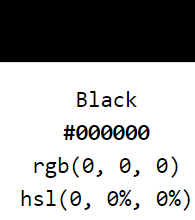 Black
#000000
rgb(0, 0, 0)
hsl(0, 0%, 0%)